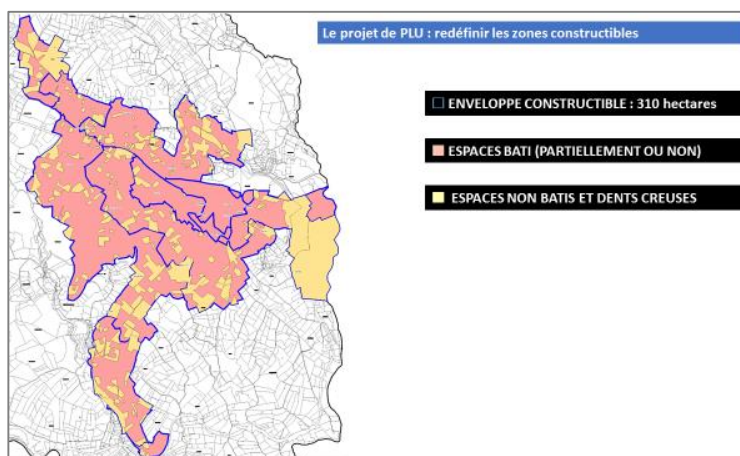 Le projet de PLU : redéfinir les zones constructibles
ENVELOPPE CONSTRUCTIBLE : 310 hectares
ESPACES BATI (PARTIELLEMENT OU NON)
ESPACES NON BATIS ET DENTS CREUSES